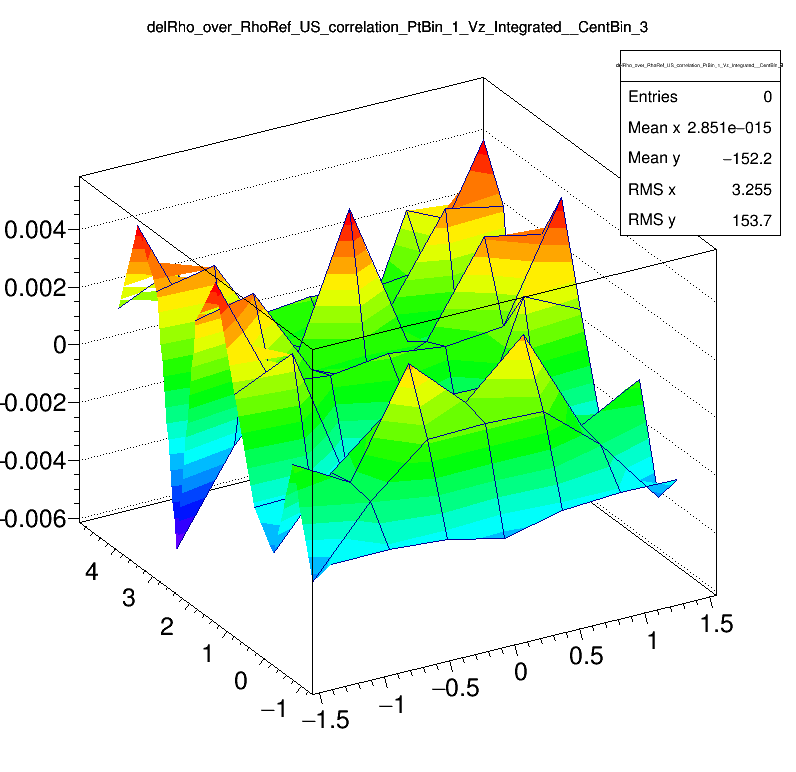 delRho_over_RhoRef_US_correlation_PtBin_1_Vz_Integrated__CentBin_3
delRho_over_RhoRef_US_correlation_PtBin_1_Vz_Integrated__CentBin_3
Entries 0
Mean x 2.851e−015
Mean y −152.2
RMS x 3.255
RMS y 153.7
0.004
0.002
0
−0.002
−0.004
−0.006
4
3
2
1
0
−1
−1.5
−1
−0.5
0
0.5
1
1.5